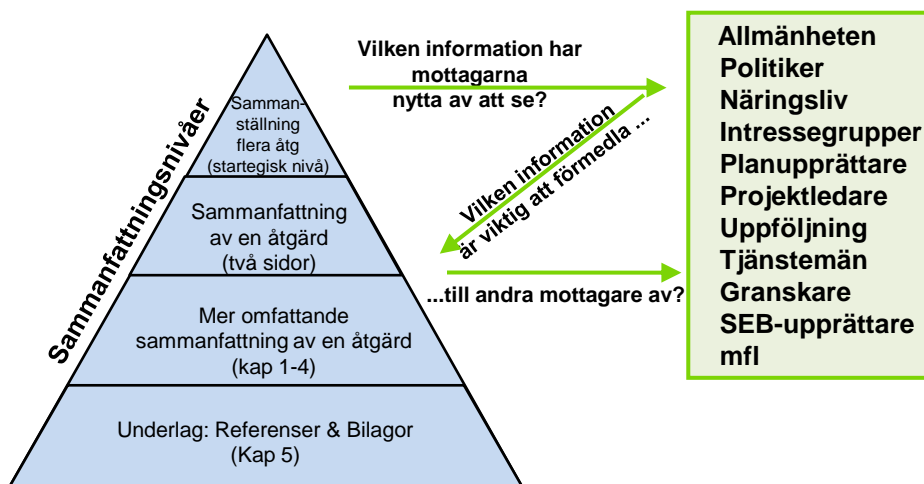 Sammanfattningsnivåer
Samman-
ställning
flera åtg
(startegisk nivå)
Sammanfattning
av en åtgärd
(två sidor)
Mer omfattande
sammanfattning av en åtgärd
(kap 1-4)
Underlag: Referenser & Bilagor
(Kap 5)
Vilken information har
mottagarna
nytta av att se?
Vilken information
är viktig att förmedla ...
...till andra mottagare av?
Allmänheten
Politiker
Näringsliv
Intressegrupper
Planupprättare
Projektledare
Uppföljning
Tjänstemän
Granskare
SEB-upprättare
mfl